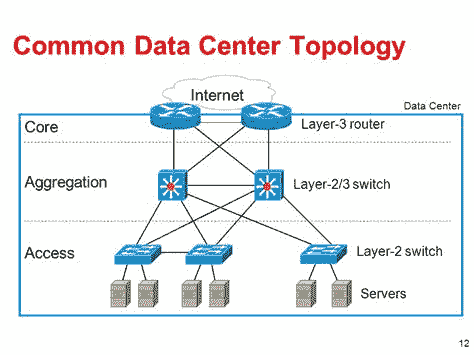 Common Data Center Topology
Internet
Data Center
Core
Layer-3 router
Aggregation
Layer-2/3 switch
Access
Layer-2 switch
Servers
12